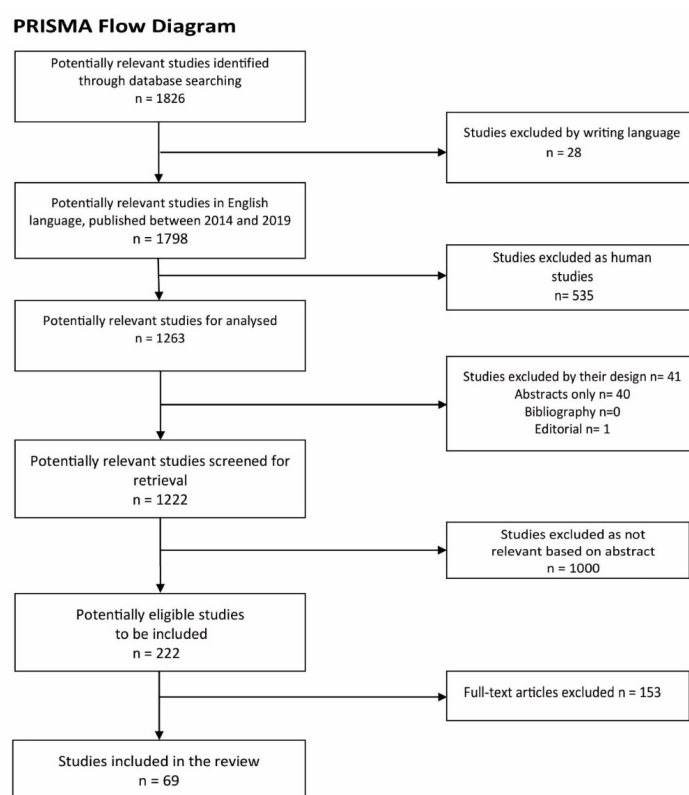 PRISMA Flow Diagram
Potentially relevant studies identified
through database searching
n = 1826
Studies excluded by writing language
n = 28
Potentially relevant studies in English
language, published between 2014 and 2019
n = 1798
Studies excluded as human
studies
n= 535
Potentially relevant studies for analysed
n = 1263
Studies excluded by their design n= 41
Abstracts only n= 40
Bibliography n=0
Editorial n= 1
Potentially relevant studies screened for
retrieval
n = 1222
Studies excluded as not
relevant based on abstract
n = 1000
Potentially eligible studies
to be included
n = 222
Full-text articles excluded n = 153
Studies included in the review
n = 69